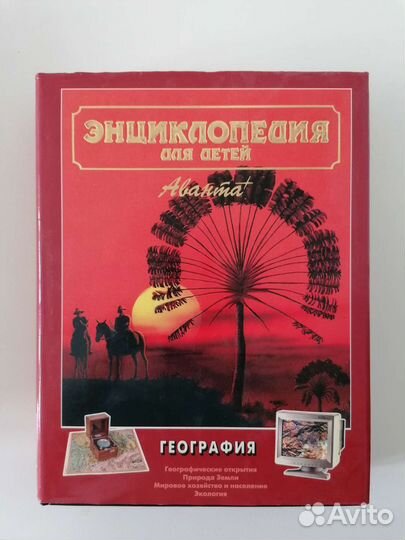 ЭНЦИКЛОПЕДИЯ
ДЛЯ ДЕТЕЙ
Аванта+
ГЕОГРАФИЯ
Географические открытия
Природа Земли
Мировое хозяйство и население
Экология
Avito